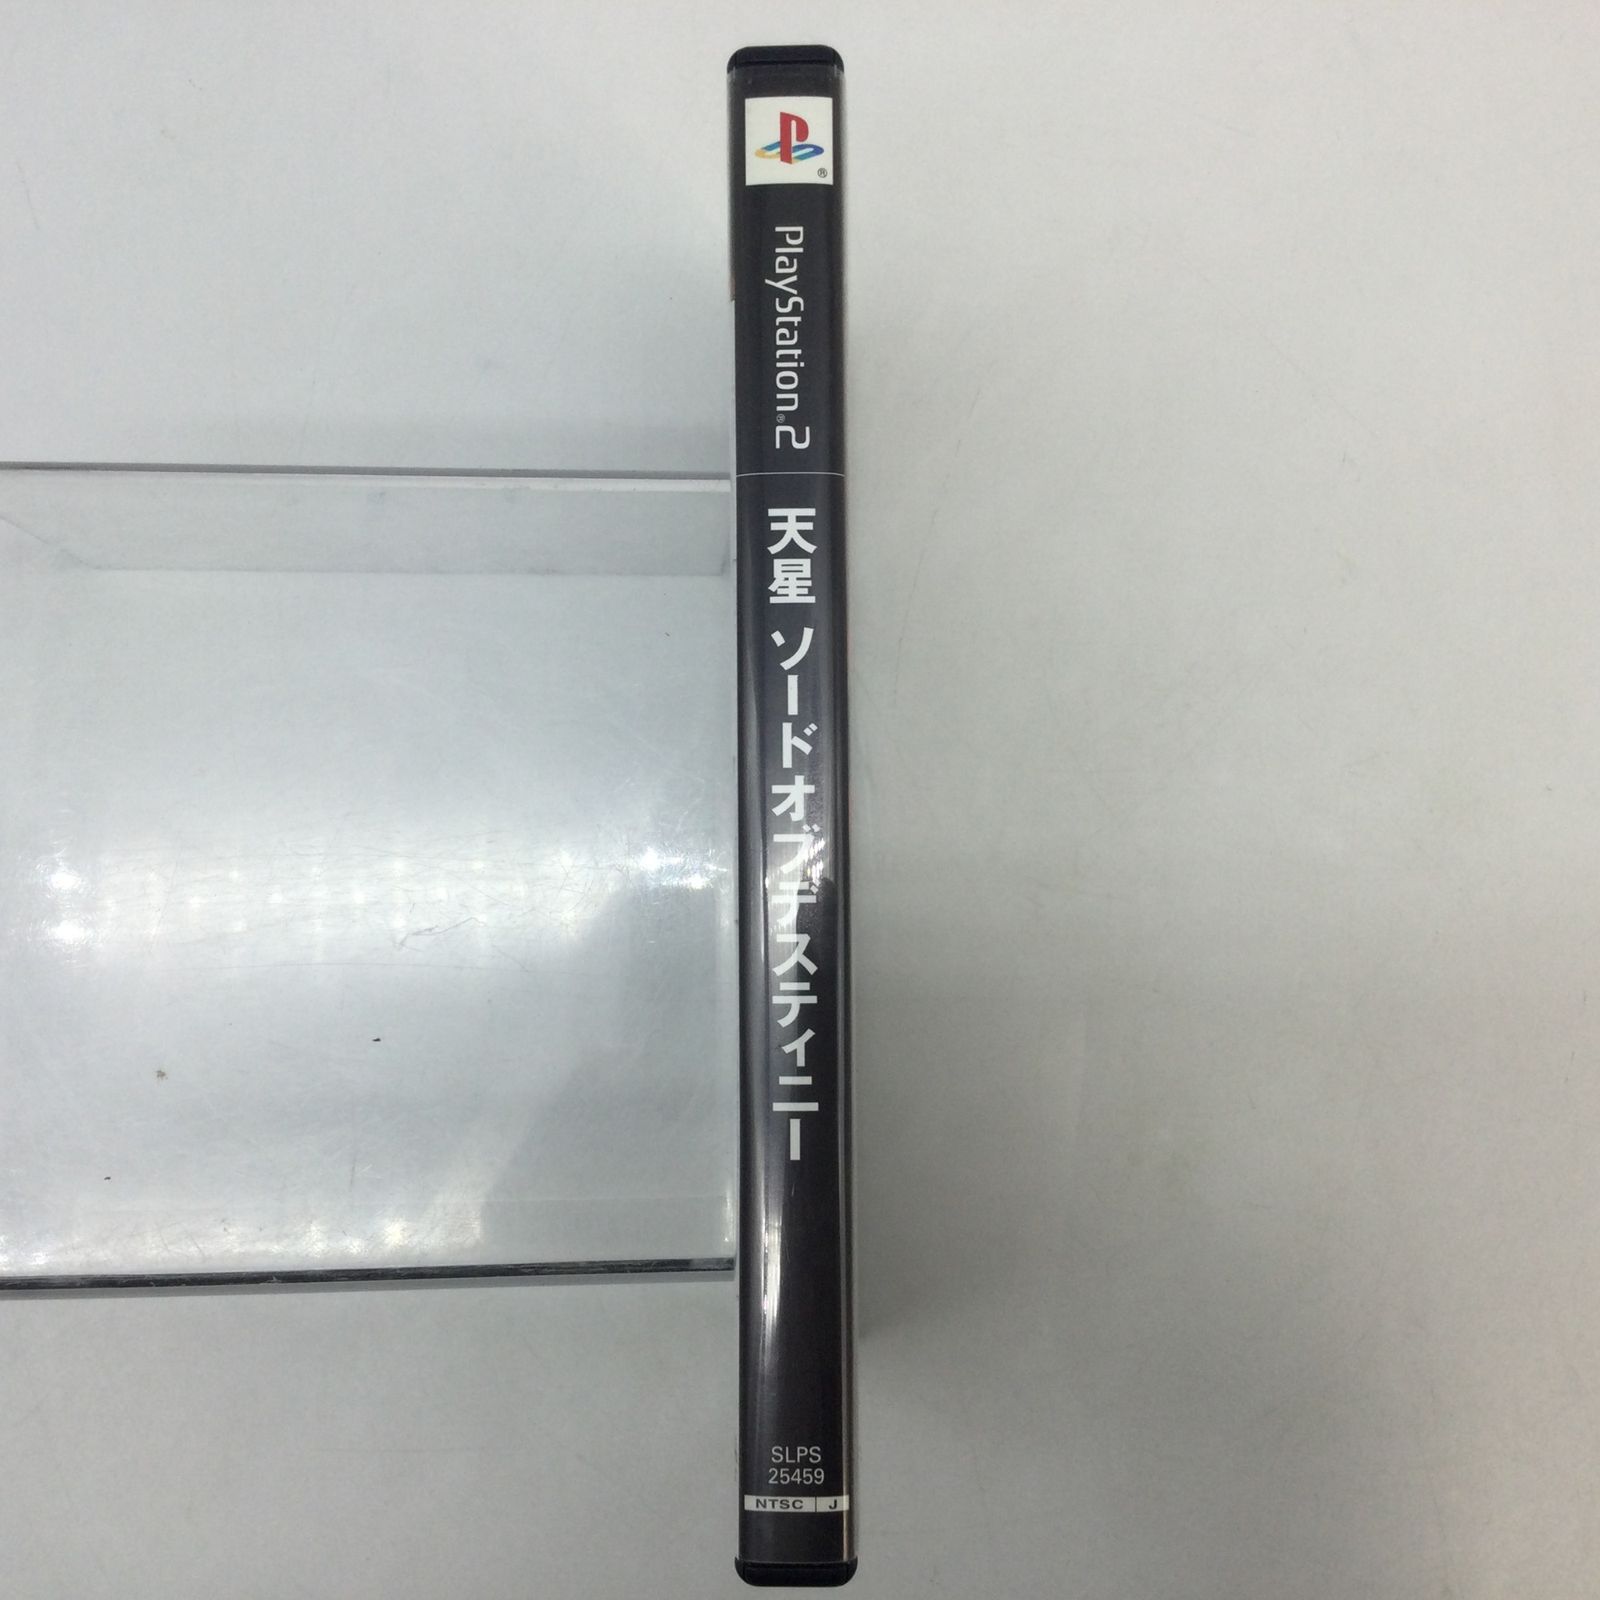 ®
PlayStation®2
天星 ソード オブ デスティニー
SLPS
25459
NTSC J